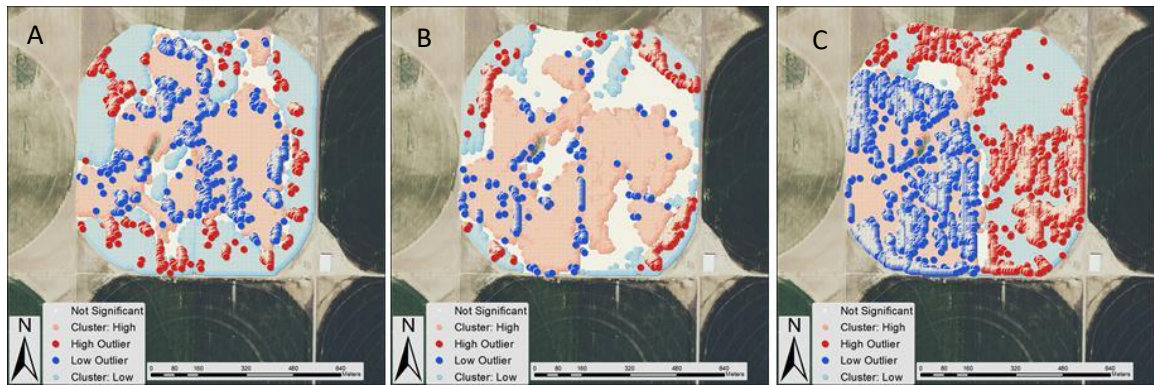 A
N
Not Significant
Cluster: High
High Outlier
Low Outlier
Cluster: Low
0 80 160 320 480 640
Meters
B
N
Not Significant
Cluster: High
High Outlier
Low Outlier
Cluster: Low
0 80 160 320 480 640
Meters
C
N
Not Significant
Cluster: High
High Outlier
Low Outlier
Cluster: Low
0 80 160 320 480 640
Meters